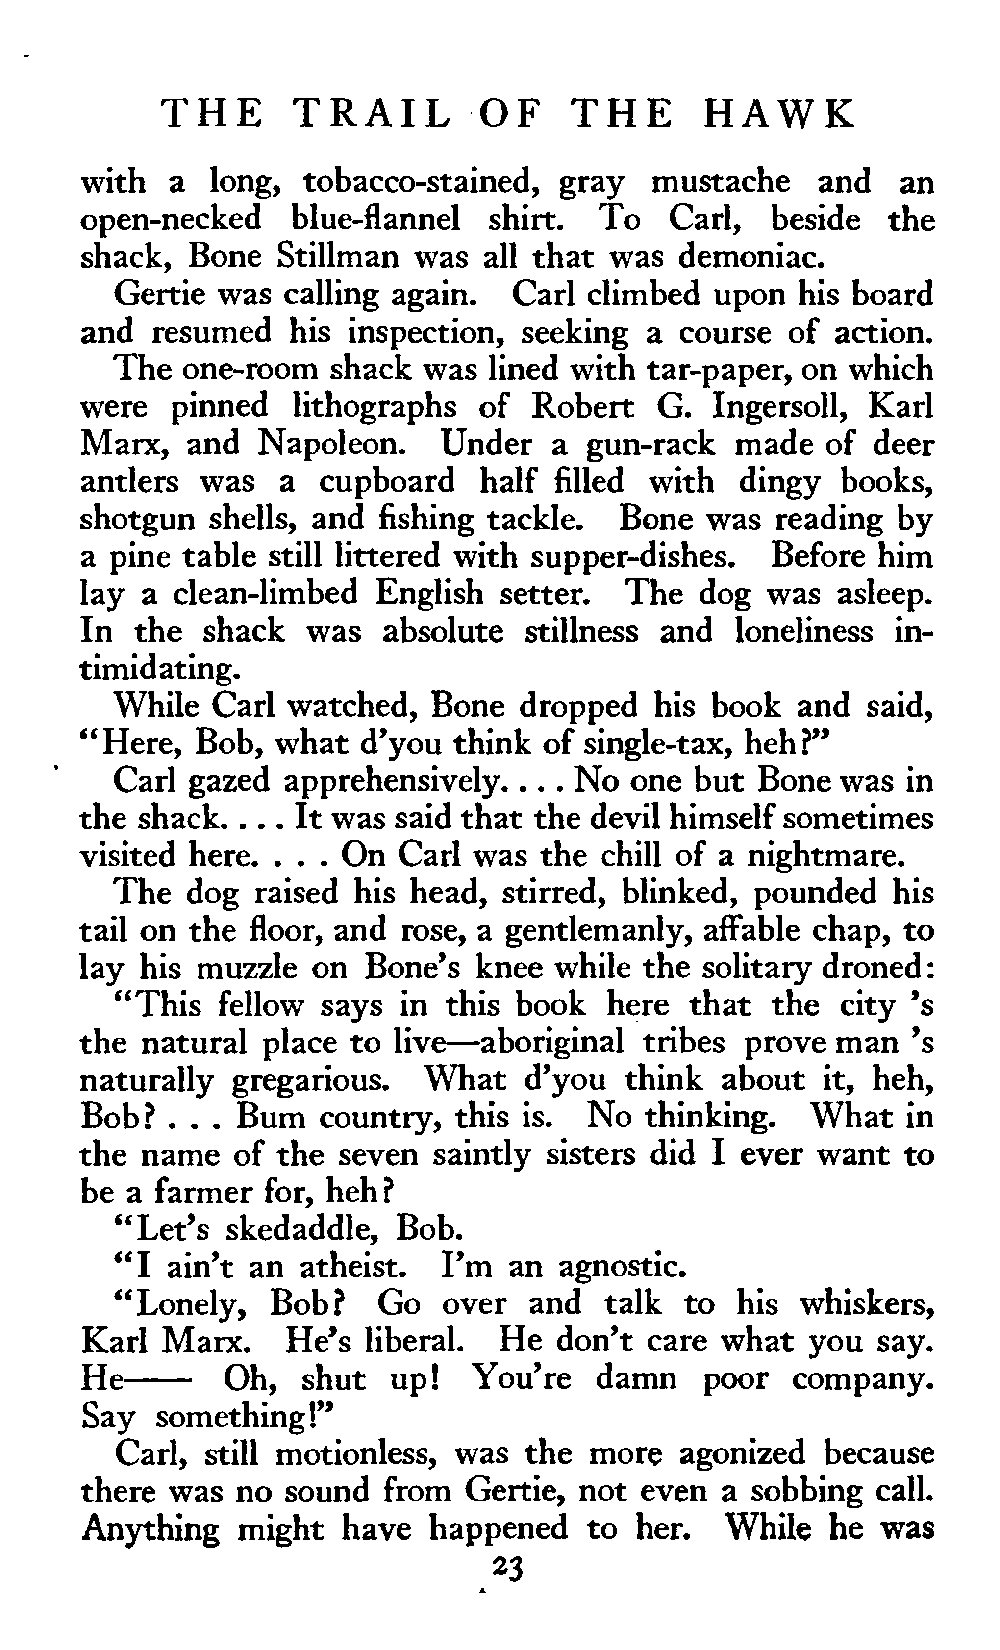 THE TRAIL OF THE HAWK
with a long, tobacco-stained, gray mustache and an
open-necked blue-flannel shirt. To Carl, beside the
shack, Bone Stillman was all that was demoniac.
Gertie was calling again. Carl climbed upon his board
and resumed his inspection, seeking a course of action.
The one-room shack was lined with tar-paper, on which
were pinned lithographs of Robert G. Ingersoll, Karl
Marx, and Napoleon. Under a gun-rack made of deer
antlers was a cupboard half filled with dingy books,
shotgun shells, and fishing tackle. Bone was reading by
a pine table still littered with supper-dishes. Before him
lay a clean-limbed English setter. The dog was asleep.
In the shack was absolute stillness and loneliness in-
timidating.
While Carl watched, Bone dropped his book and said,
"Here, Bob, what d'you think of single-tax, heh?"
Carl gazed apprehensively. . . . No one but Bone was in
the shack. . . . It was said that the devil himself sometimes
visited here. . . . On Carl was the chill of a nightmare.
The dog raised his head, stirred, blinked, pounded his
tail on the floor, and rose, a gentlemanly, affable chap, to
lay his muzzle on Bone's knee while the solitary droned:
"This fellow says in this book here that the city 's
the natural place to live—aboriginal tribes prove man 's
naturally gregarious. What d'you think about it, heh,
Bob? . . . Bum country, this is. No thinking. What in
the name of the seven saintly sisters did I ever want to
be a farmer for, heh?
"Let's skedaddle, Bob.
"I ain't an atheist. I'm an agnostic.
"Lonely, Bob? Go over and talk to his whiskers,
Karl Marx. He's liberal. He don't care what you say.
He—— Oh, shut up! You're damn poor company.
Say something!"
Carl, still motionless, was the more agonized because
there was no sound from Gertie, not even a sobbing call.
Anything might have happened to her. While he was
23